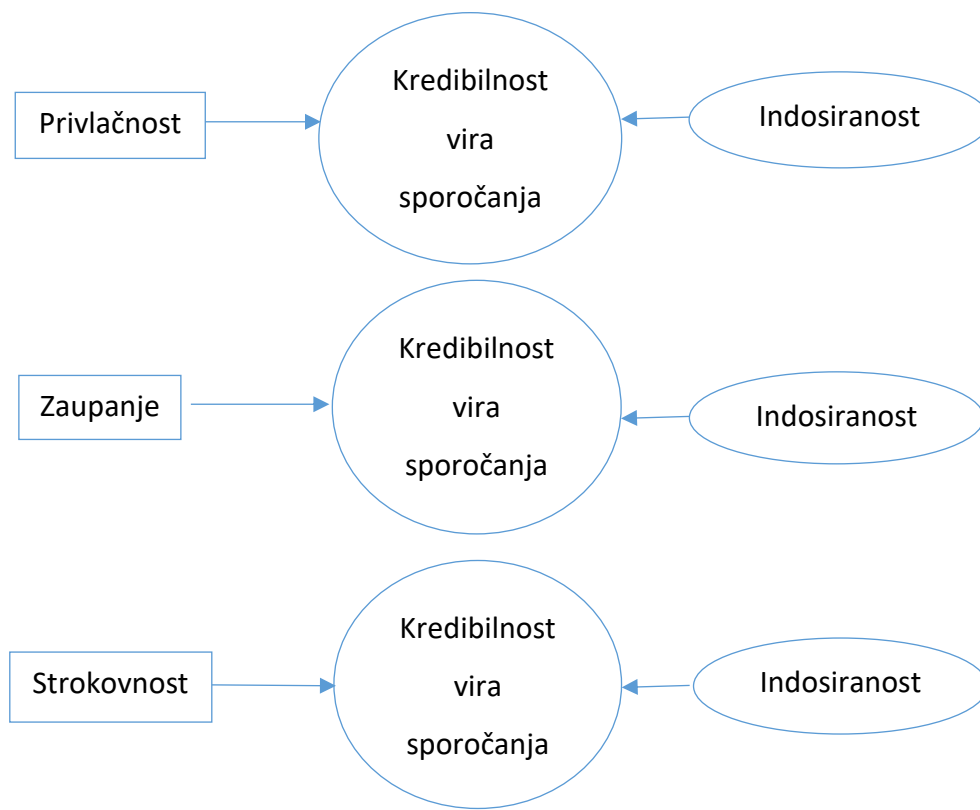 Privlačnost
Kredibilnost
vira
sporočanja
Indosiranost
Zaupanje
Kredibilnost
vira
sporočanja
Indosiranost
Strokovnost
Kredibilnost
vira
sporočanja
Indosiranost